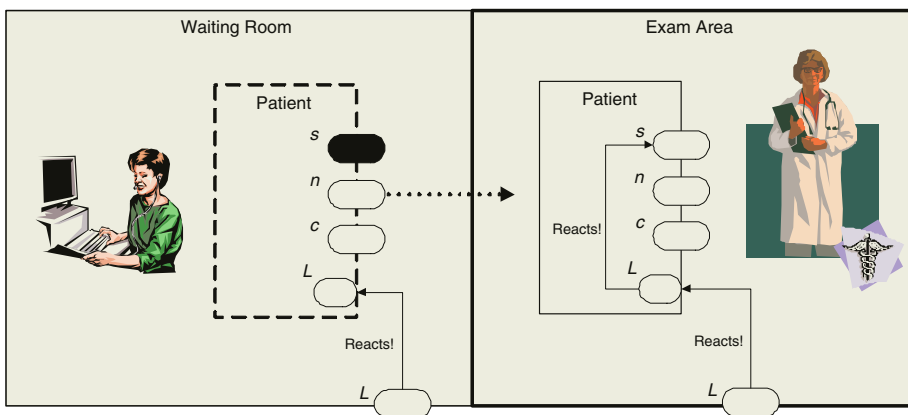 Waiting Room
Patient
s
n
c
L
Reacts!
L
Exam Area
Patient
s
n
c
Reacts!
L
Reacts!
L